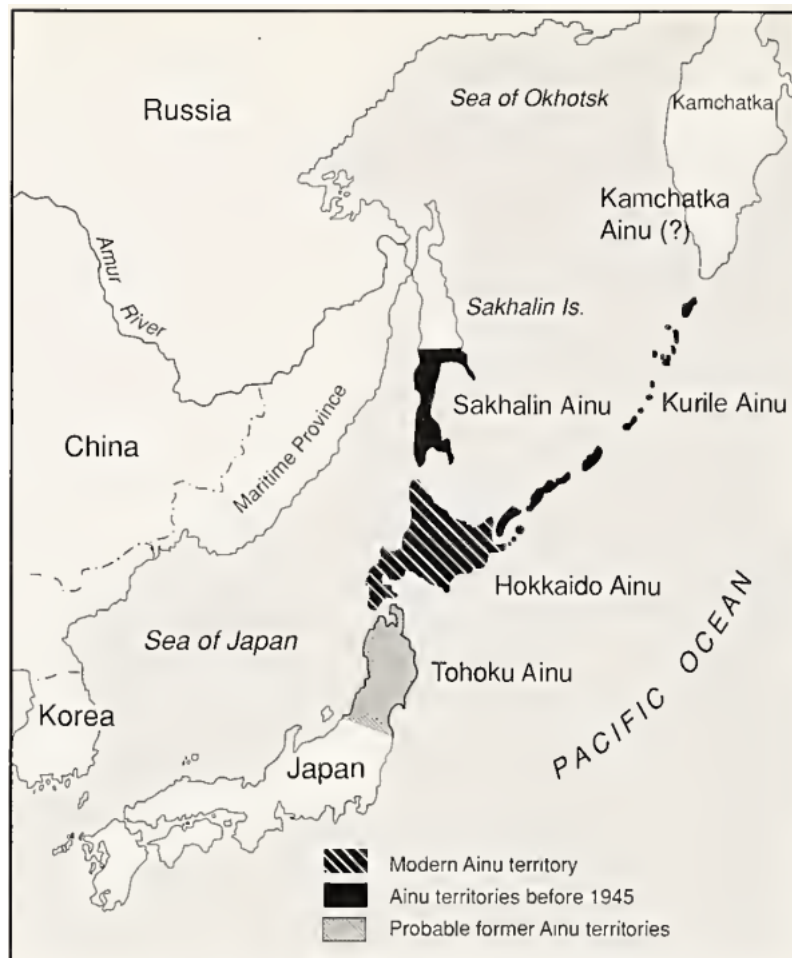 Russia
Sea of Okhotsk
Kamchatka
Kamchatka
Ainu (?)
Amur
River
Sakhalin Is.
Sakhalin Ainu
Kurile Ainu
China
Maritime Province
Hokkaido Ainu
Sea of Japan
Tohoku Ainu
Korea
Japan
PACIFIC OCEAN
Modern Ainu territory
Ainu territories before 1945
Probable former Ainu territories